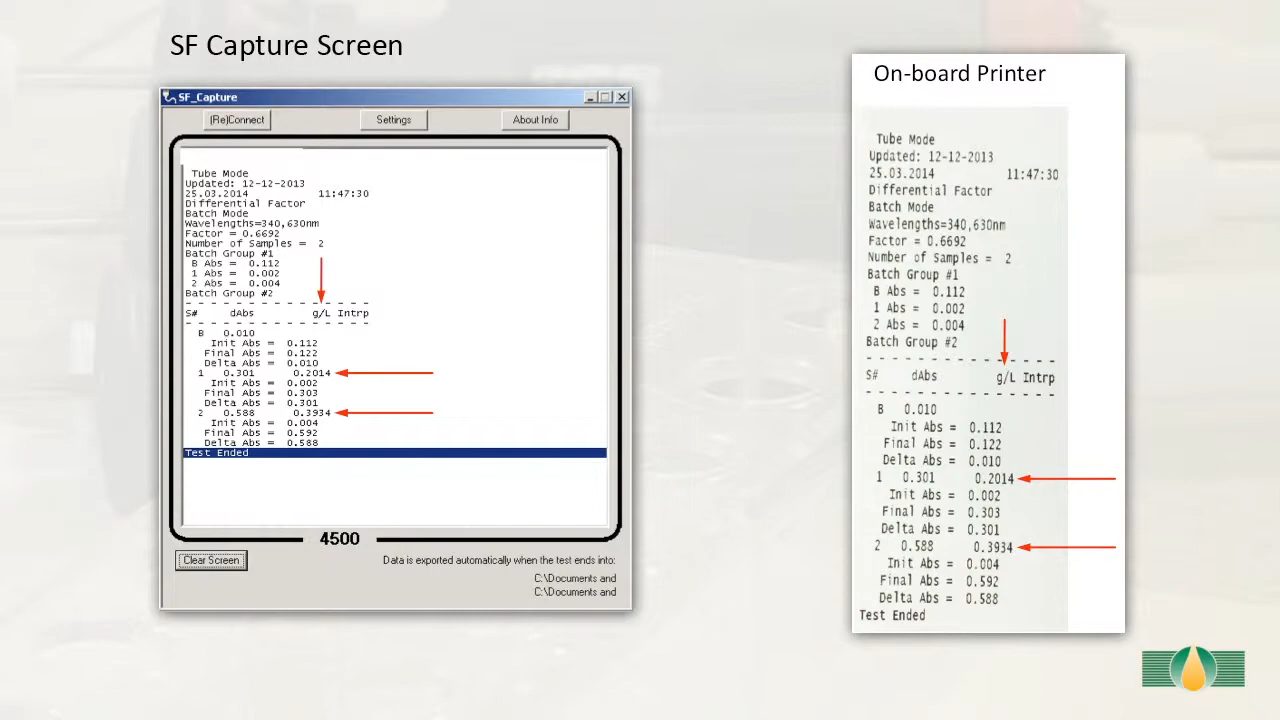 SF Capture Screen
SF_Capture
(Re)Connect Settings About Info
Tube Mode
Updated: 12-12-2013
25.03.2014 11:47:30
Differential Factor
Batch Mode
Wavelengths=340,630nm
Factor = 0.6692
Number of Samples = 2
Batch Group #1
B Abs = 0.112
1 Abs = 0.002
2 Abs = 0.004
Batch Group #2
- - - - - - - - - - - - - - -
S# dAbs g/L Intrp
- - - - - - - - - - - - - - -
B 0.010
Init Abs = 0.112
Final Abs = 0.122
Delta Abs = 0.010
1 0.301 0.2014
Init Abs = 0.002
Final Abs = 0.303
Delta Abs = 0.301
2 0.588 0.3934
Init Abs = 0.004
Final Abs = 0.592
Delta Abs = 0.588
Test Ended
4500
Clear Screen Data is exported automatically when the test ends into:
C:\Documents and
C:\Documents and
On-board Printer
Tube Mode
Updated: 12-12-2013
25.03.2014 11:47:30
Differential Factor
Batch Mode
Wavelengths=340,630nm
Factor = 0.6692
Number of Samples = 2
Batch Group #1
B Abs = 0.112
1 Abs = 0.002
2 Abs = 0.004
Batch Group #2
- - - - - - - - - - - - - - -
S# dAbs g/L Intrp
- - - - - - - - - - - - - - -
B 0.010
Init Abs = 0.112
Final Abs = 0.122
Delta Abs = 0.010
1 0.301 0.2014
Init Abs = 0.002
Final Abs = 0.303
Delta Abs = 0.301
2 0.588 0.3934
Init Abs = 0.004
Final Abs = 0.592
Delta Abs = 0.588
Test Ended